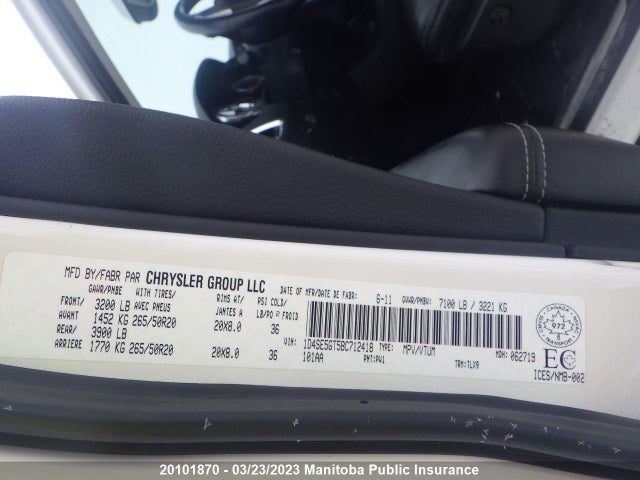 MFD BY/FABR PAR CHRYSLER GROUP LLC DATE OF MFR/DATE DE FABR: 6-11 GVWR/PNBV: 7100 LB / 3221 KG
GAWR/PNBE WITH TIRES/ RIMS AT/ PSI COLD/
FRONT/ 3200 LB AVEC PNEUS JANTES A LB/PO² FROID
AVANT 1452 KG 265/50R20 20X8.0 36
REAR/ 3900 LB
ARRIERE 1770 KG 265/50R20 20X8.0 36
VIN: 1D4SE5GT5BC712419 TYPE: MPV/VTUM MDH: 062719
101AA PNT: PW1 TRM: TLX9
CANADA
972
TRANSPORT
EC
ICES/NMB-002
20101870 - 03/23/2023 Manitoba Public Insurance